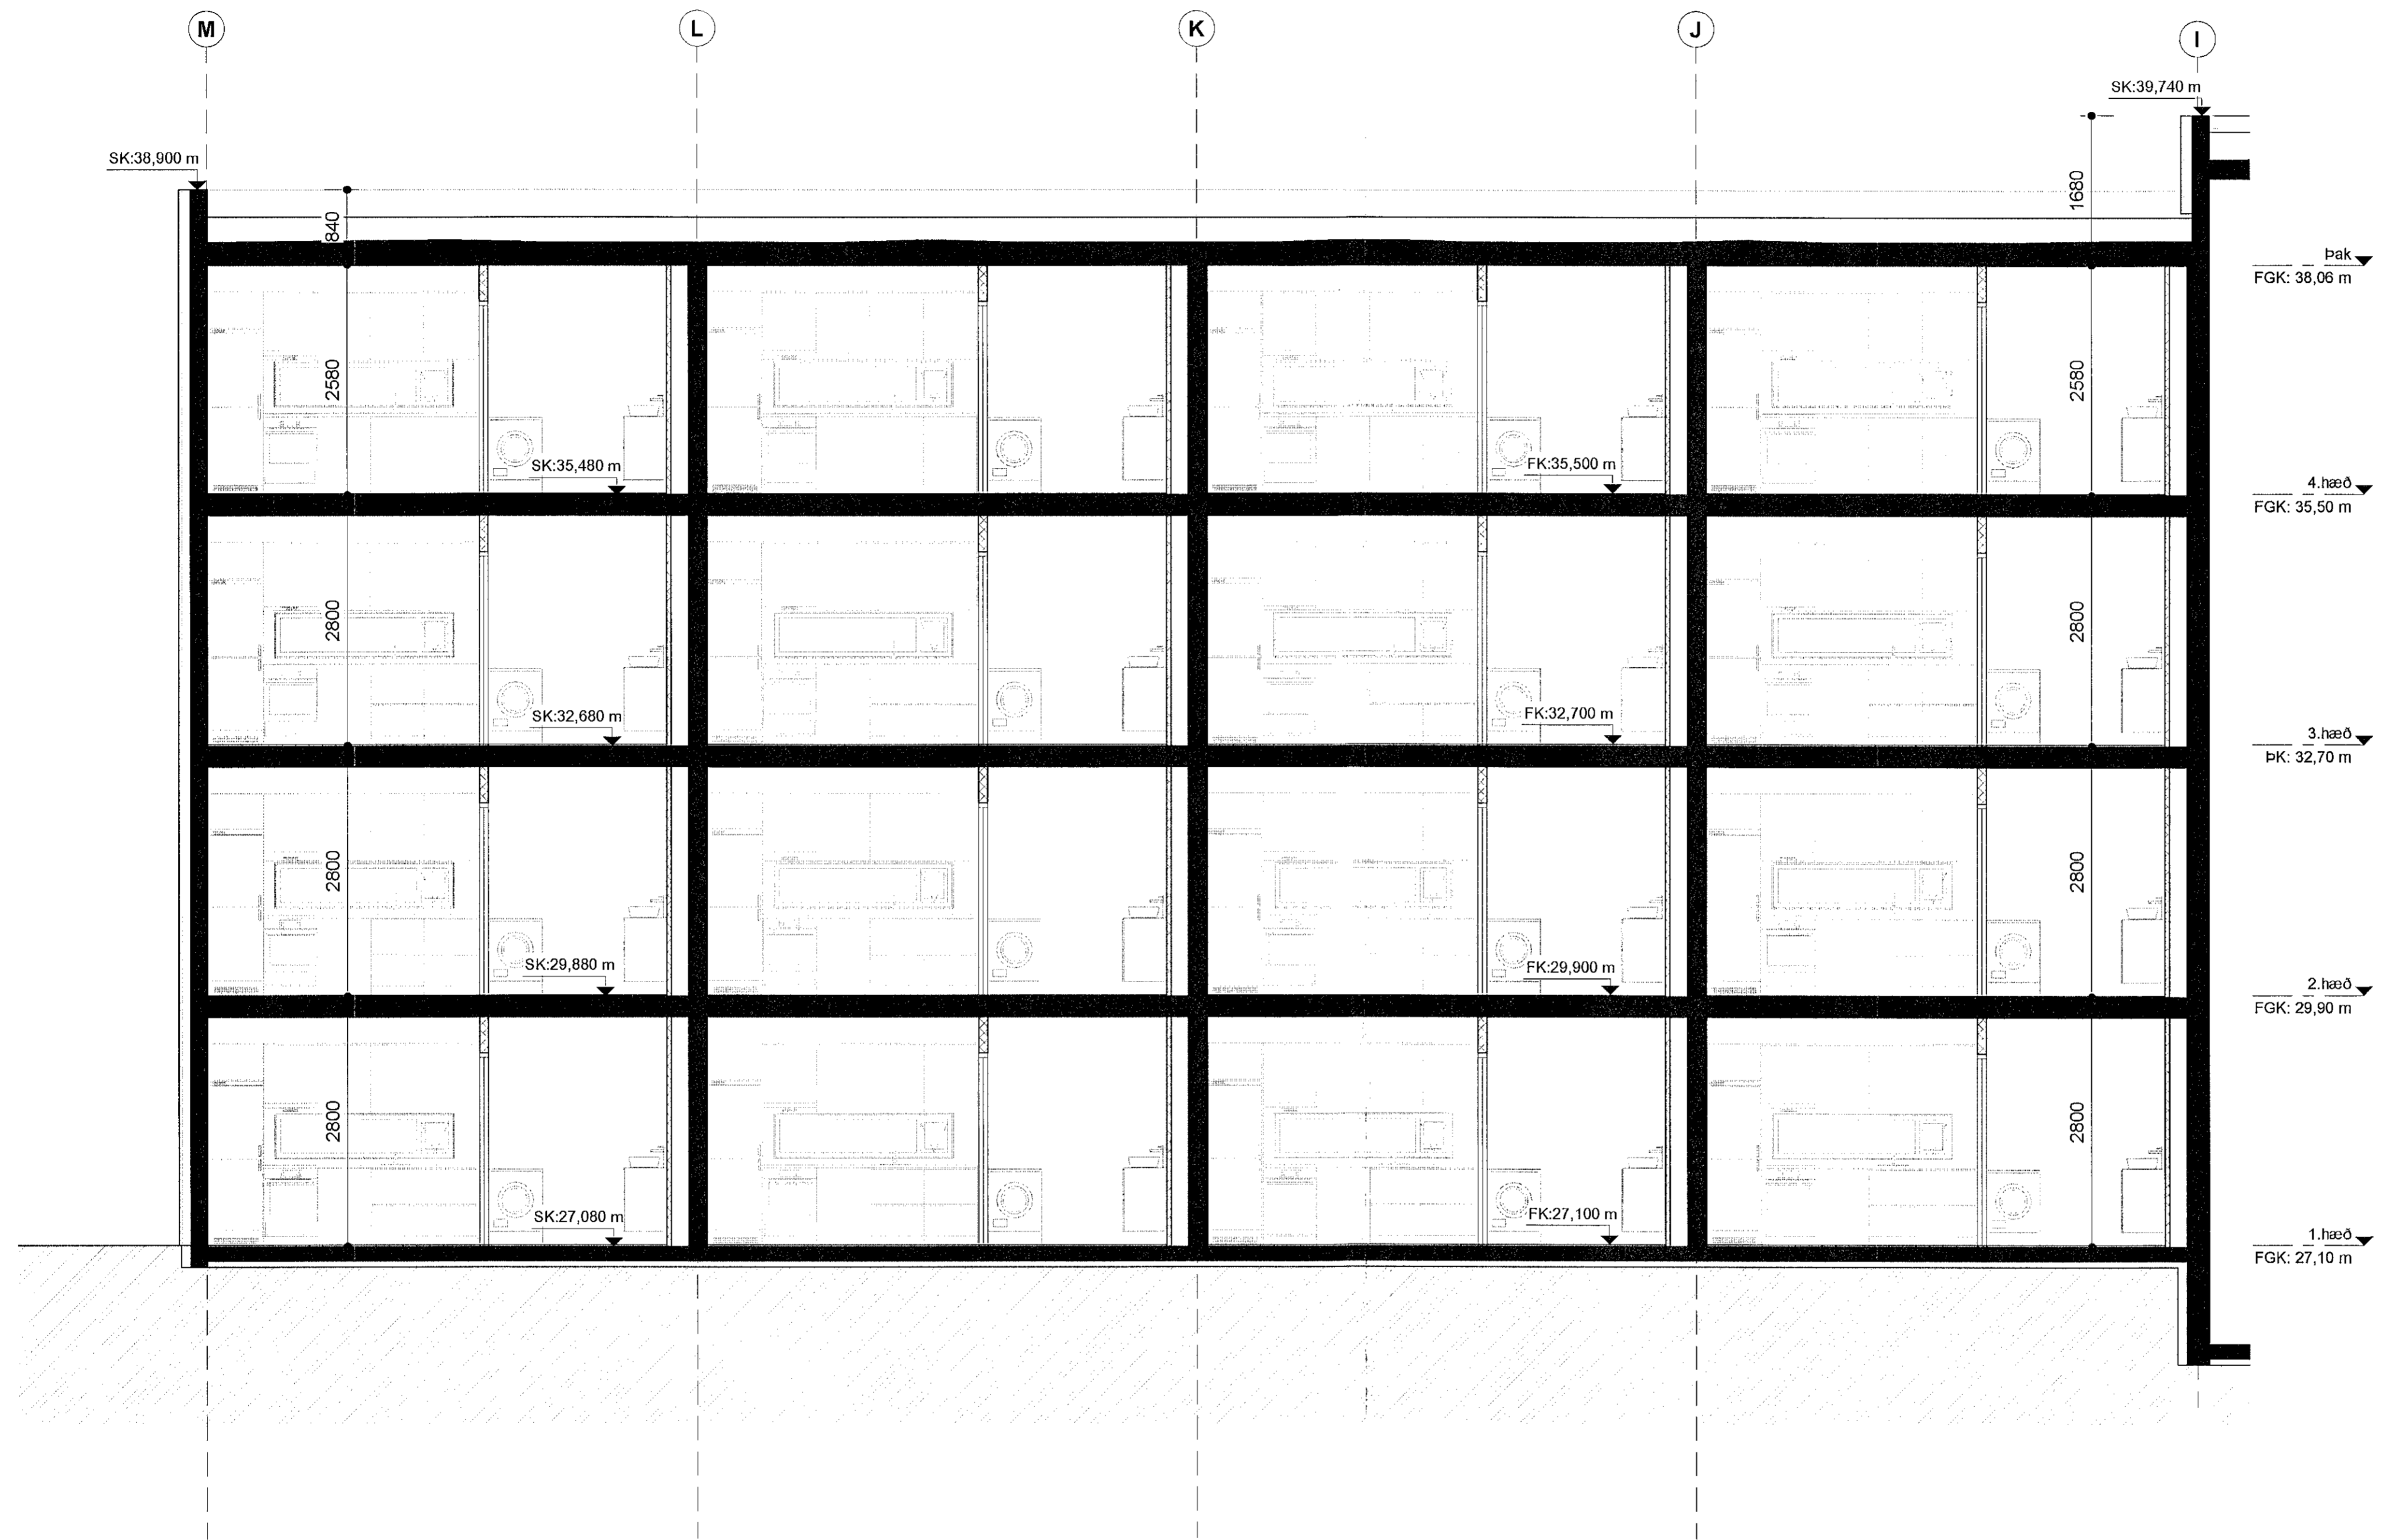 M
L
K
J
I
SK:39,740 m
SK:38,900 m
840
1680
Þak
FGK: 38,06 m
2580
2580
SK:35,480 m
FK:35,500 m
4.hæð
FGK: 35,50 m
2800
2800
SK:32,680 m
FK:32,700 m
3.hæð
ÞK: 32,70 m
2800
2800
SK:29,880 m
FK:29,900 m
2.hæð
FGK: 29,90 m
2800
2800
SK:27,080 m
FK:27,100 m
1.hæð
FGK: 27,10 m